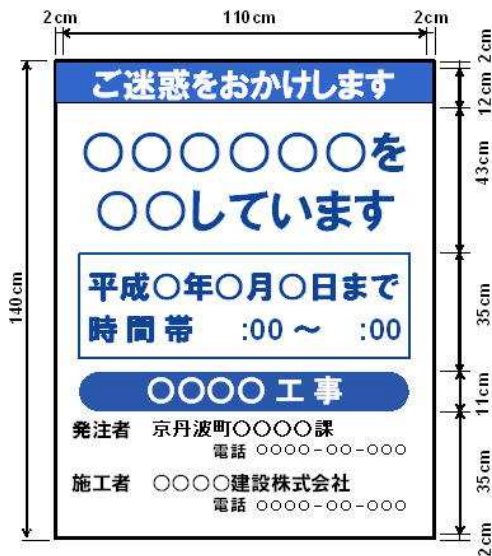 2cm 110cm 2cm
2cm
ご迷惑をおかけします
12cm
○○○○○○を
43cm
○○しています
140cm
平成○年○月○日まで
35cm
時間帯 :00 ~ :00
○○○○工事
11cm
発注者 京丹波町○○○○課
電話 ○○○○-○○-○○○
35cm
施工者 ○○○○建設株式会社
電話 ○○○○-○○-○○○
2cm